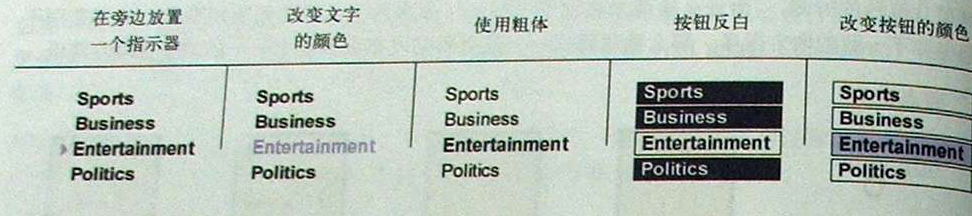 在旁边放置
一个指示器
改变文字
的颜色
使用粗体
按钮反白
改变按钮的颜色
Sports
Business
Entertainment
Politics
Sports
Business
Entertainment
Politics
Sports
Business
Entertainment
Politics
Sports
Business
Entertainment
Politics
Sports
Business
Entertainment
Politics